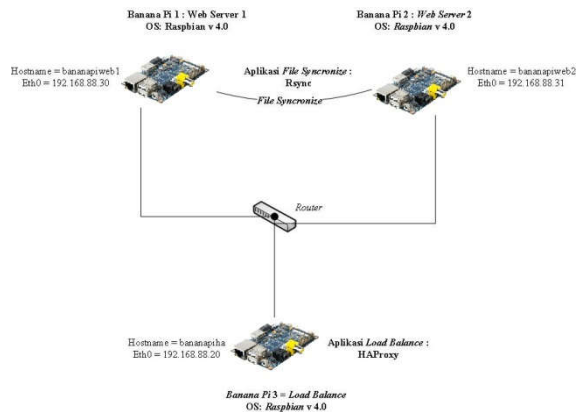 Banana Pi 1 : Web Server 1
OS: Raspbian v 4.0
Banana Pi 2 : Web Server 2
OS: Raspbian v 4.0
Hostname = bananapiweb1
Eth0 = 192.168.88.30
Aplikasi File Syncronize :
Rsync
File Syncronize
Hostname = bananapiweb2
Eth0 = 192.168.88.31
Router
Hostname = bananapiha
Eth0 = 192.168.88.20
Aplikasi Load Balance :
HAProxy
Banana Pi 3 = Load Balance
OS: Raspbian v 4.0